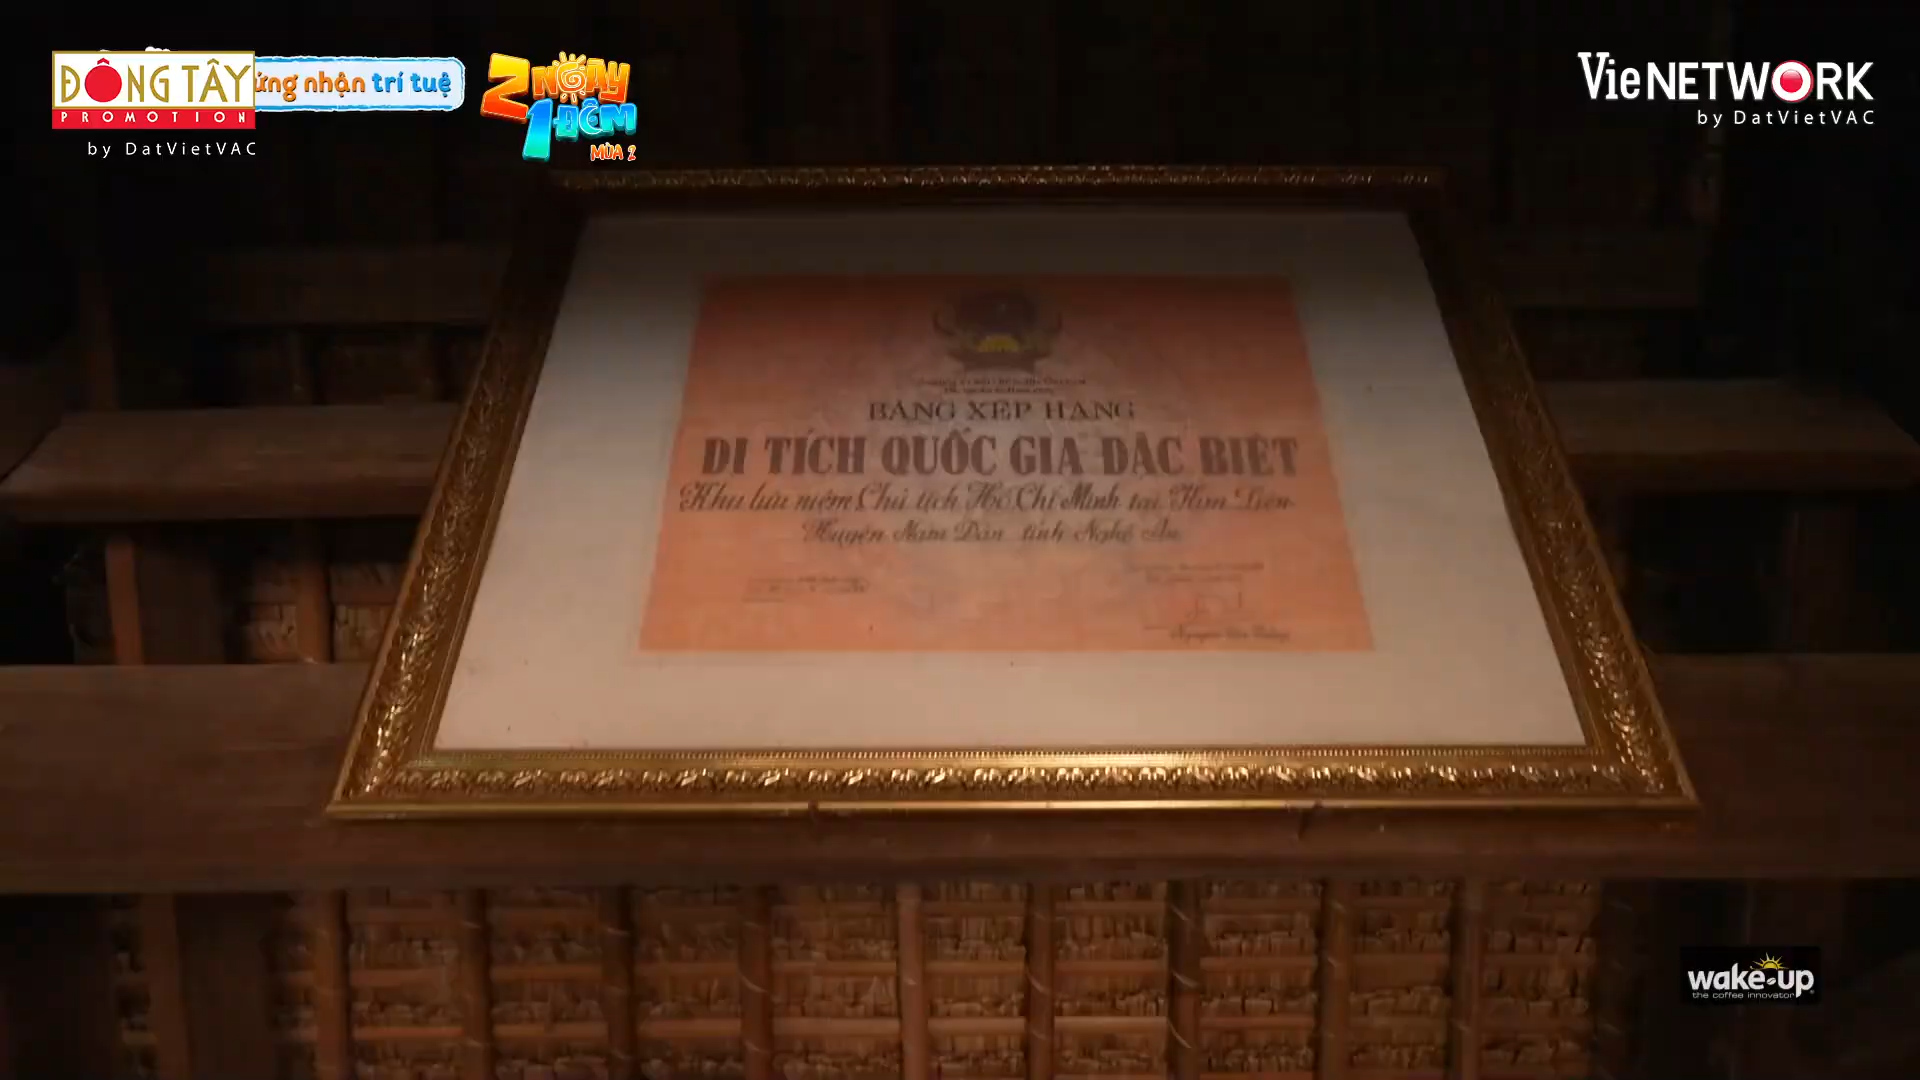 ĐÔNG TÂY
PROMOTION
by DatVietVAC
ứng nhận trí tuệ
2 NGÀY
1 ĐÊM
MÙA 2
VieNETWORK
by DatVietVAC
BẰNG XẾP HẠNG
DI TÍCH QUỐC GIA ĐẶC BIỆT
Khu lưu niệm Chủ tịch Hồ Chí Minh tại Kim Liên
Huyện Nam Đàn tỉnh Nghệ An
wake-up
the coffee innovator